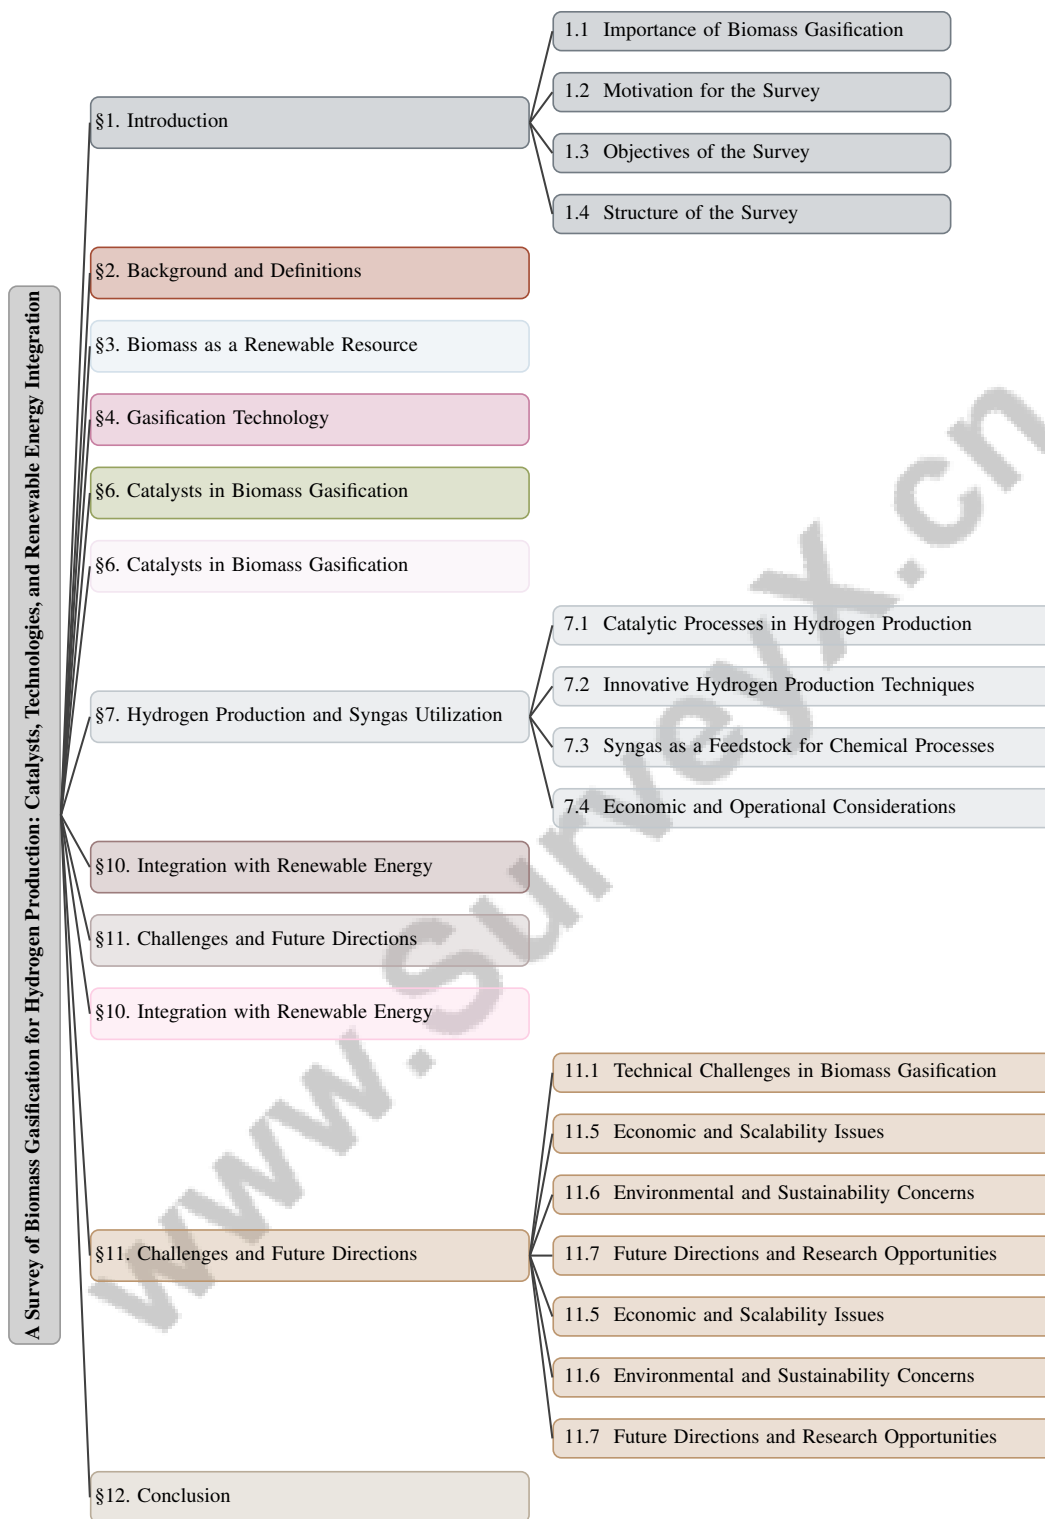 A Survey of Biomass Gasification for Hydrogen Production: Catalysts, Technologies, and Renewable Energy Integration
§1. Introduction
1.1 Importance of Biomass Gasification
1.2 Motivation for the Survey
1.3 Objectives of the Survey
1.4 Structure of the Survey
§2. Background and Definitions
§3. Biomass as a Renewable Resource
§4. Gasification Technology
§6. Catalysts in Biomass Gasification
§6. Catalysts in Biomass Gasification
§7. Hydrogen Production and Syngas Utilization
7.1 Catalytic Processes in Hydrogen Production
7.2 Innovative Hydrogen Production Techniques
7.3 Syngas as a Feedstock for Chemical Processes
7.4 Economic and Operational Considerations
§10. Integration with Renewable Energy
§11. Challenges and Future Directions
§10. Integration with Renewable Energy
§11. Challenges and Future Directions
11.1 Technical Challenges in Biomass Gasification
11.5 Economic and Scalability Issues
11.6 Environmental and Sustainability Concerns
11.7 Future Directions and Research Opportunities
11.5 Economic and Scalability Issues
11.6 Environmental and Sustainability Concerns
11.7 Future Directions and Research Opportunities
§12. Conclusion
www.Surveyx.cn